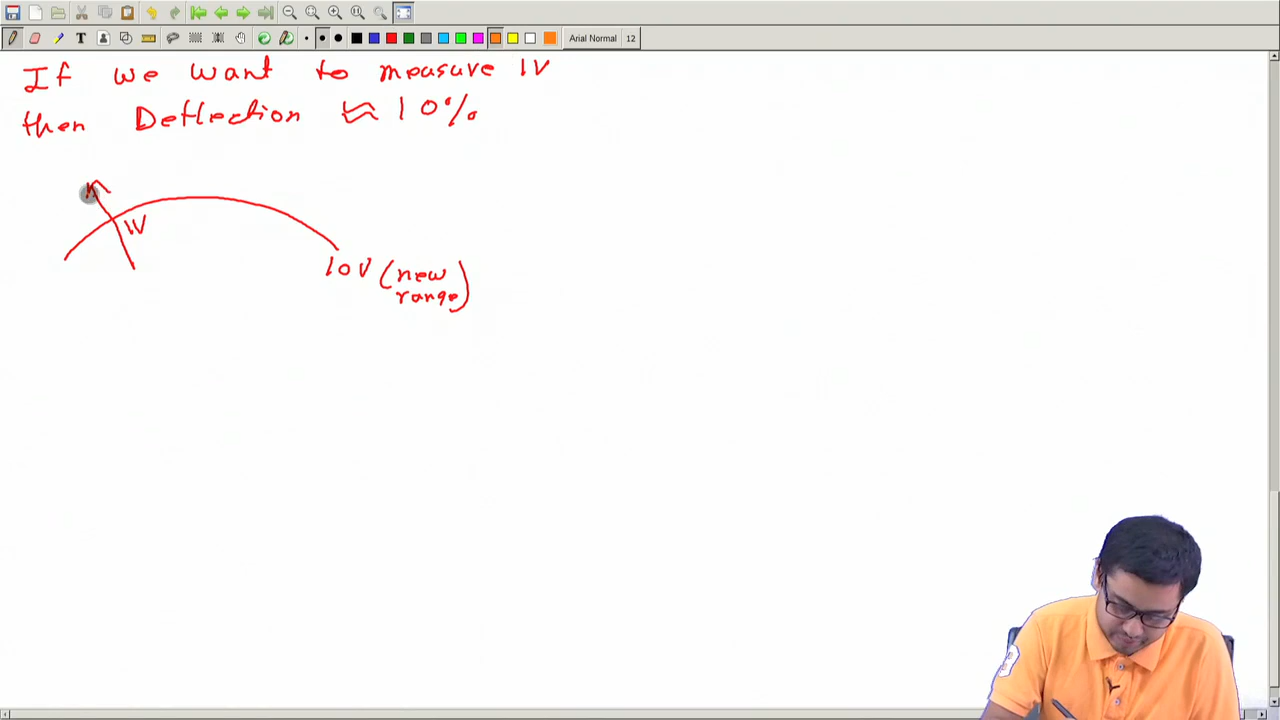 Arial Normal 12
If we want to measure 1V
then Deflection ≈ 10%
1V
10V (new
range)